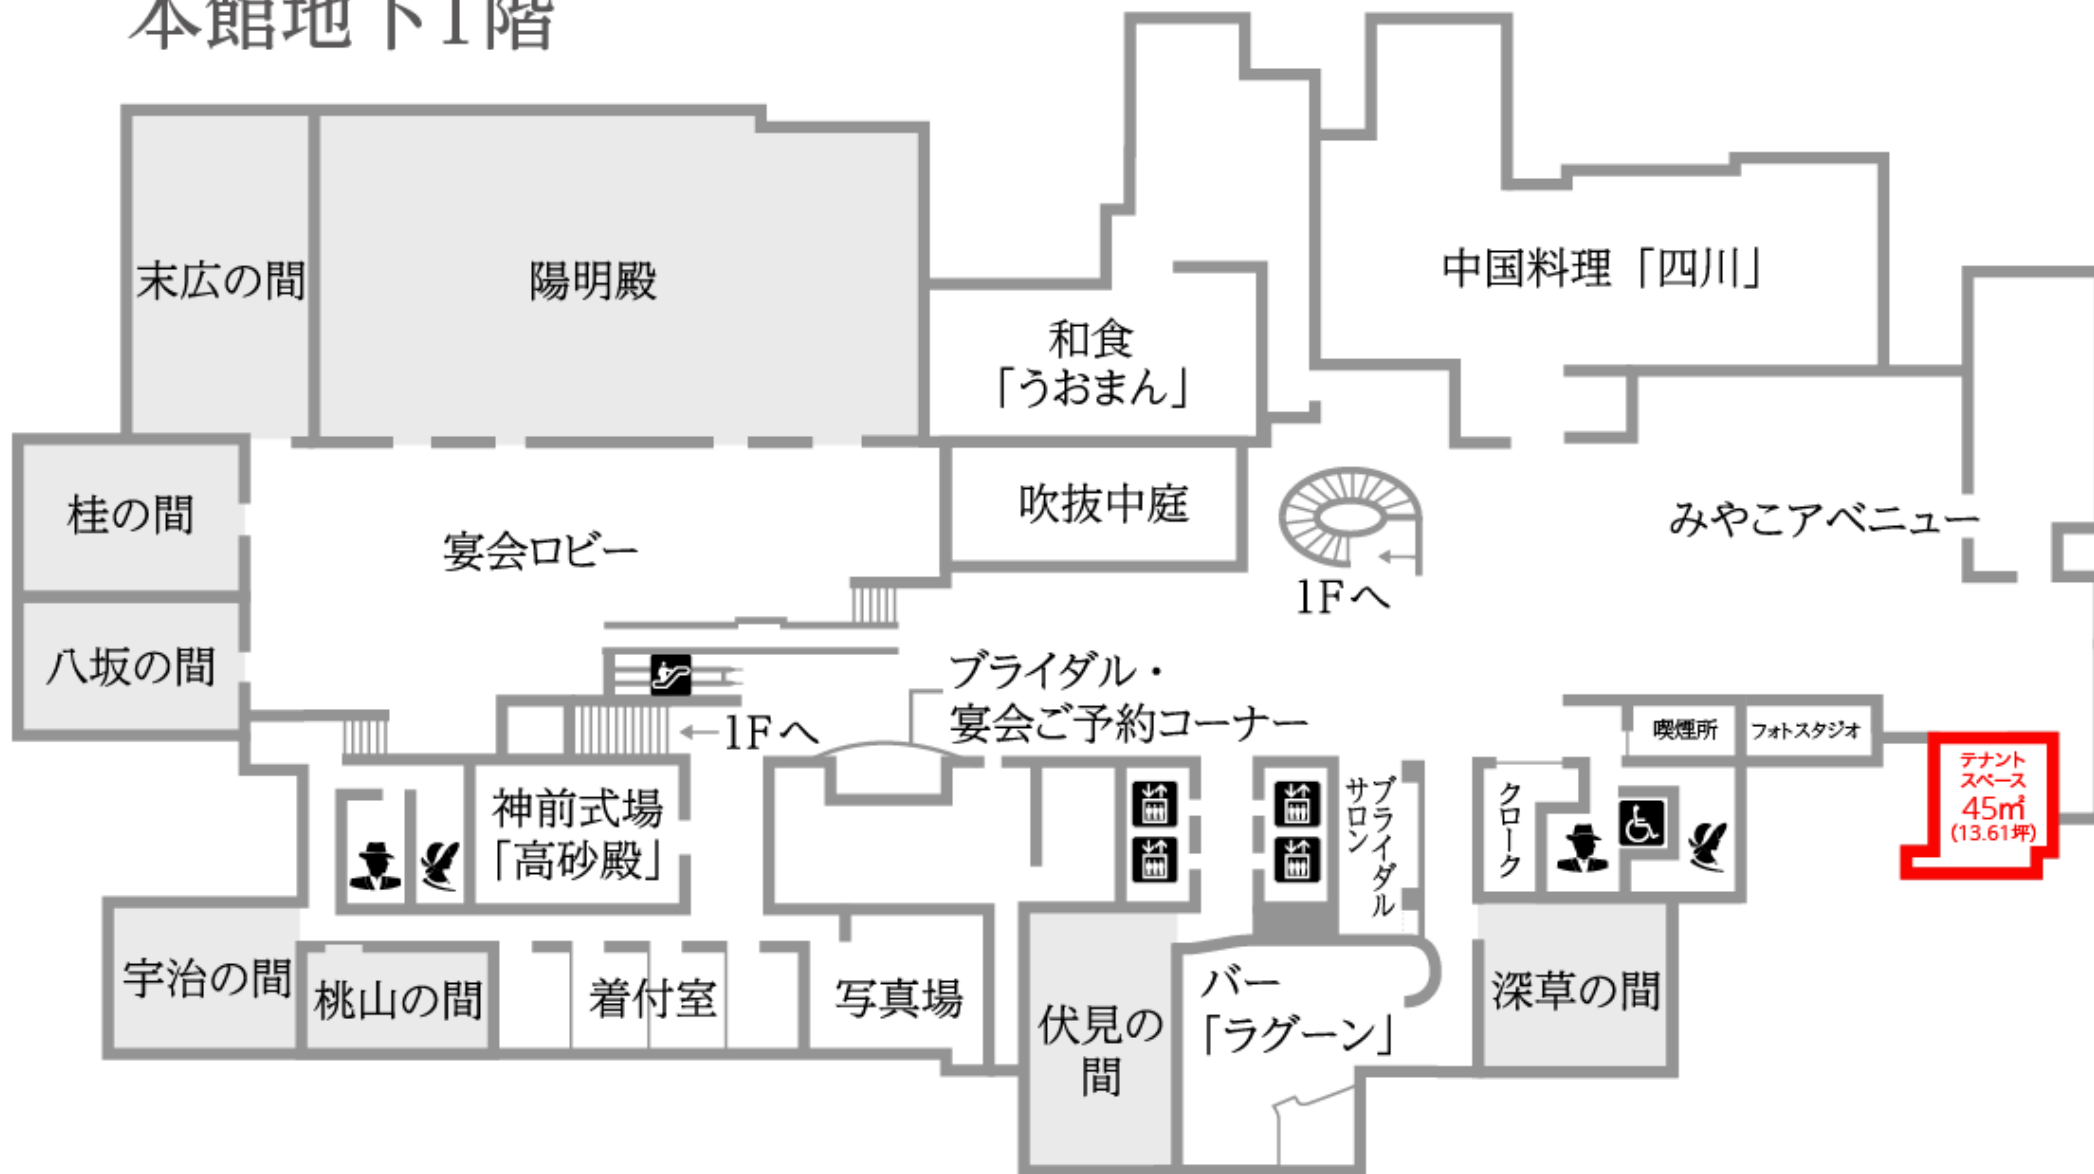 本館地下1階
末広の間
陽明殿
中国料理「四川」
和食
「うおまん」
桂の間
吹抜中庭
みやこアベニュー
宴会ロビー
1Fへ
八坂の間
ブライダル・
宴会ご予約コーナー
1Fへ
喫煙所
フォトスタジオ
テナント
スペース
45㎡
(13.61坪)
神前式場
「高砂殿」
ブライダル
サロン
クローク
宇治の間
桃山の間
着付室
写真場
伏見の
間
バー
「ラグーン」
深草の間